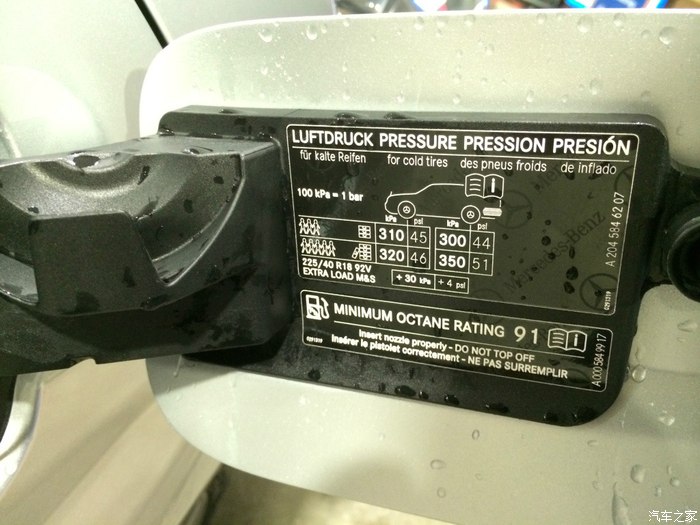 LUFTDRUCK PRESSURE PRESSION PRESIÓN
für kalte Reifen for cold tires des pneus froids de inflado
100 kPa = 1 bar
kPa psi kPa psi
310 45 300 44
320 46 350 51
225/40 R18 92V
EXTRA LOAD M&S
+ 30 kPa + 4 psi
A 204 584 62 07
Mercedes-Benz
MINIMUM OCTANE RATING 91
Insert nozzle properly - DO NOT TOP OFF
Insérer le pistolet correctement - NE PAS SURREMPLIR
A 000 584 99 17
汽车之家